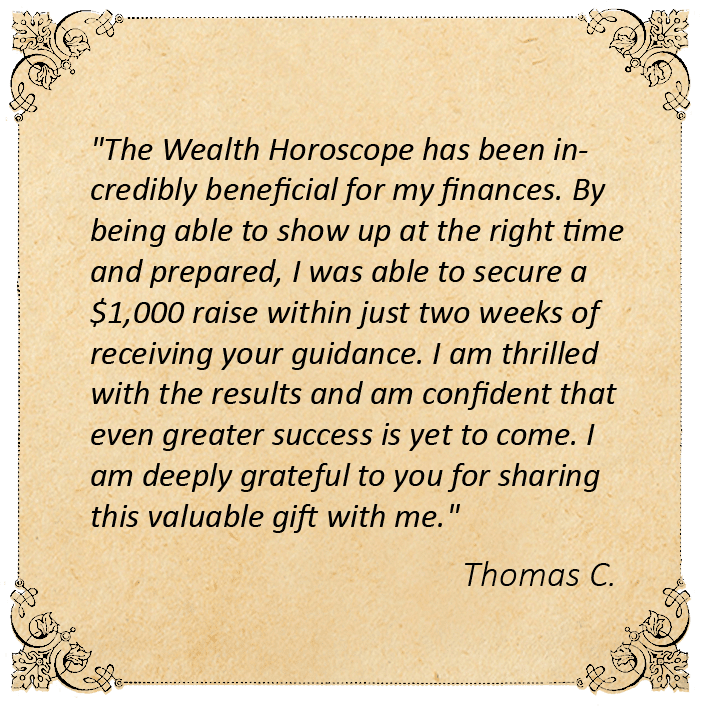 "The Wealth Horoscope has been in-
credibly beneficial for my finances. By
being able to show up at the right time
and prepared, I was able to secure a
$1,000 raise within just two weeks of
receiving your guidance. I am thrilled
with the results and am confident that
even greater success is yet to come. I
am deeply grateful to you for sharing
this valuable gift with me."
Thomas C.